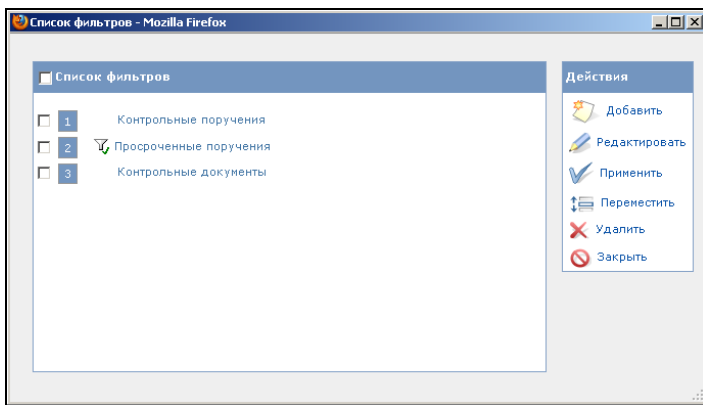 Список фильтров - Mozilla Firefox
Список фильтров
1 Контрольные поручения
2 Просроченные поручения
3 Контрольные документы
Действия
Добавить
Редактировать
Применить
Переместить
Удалить
Закрыть